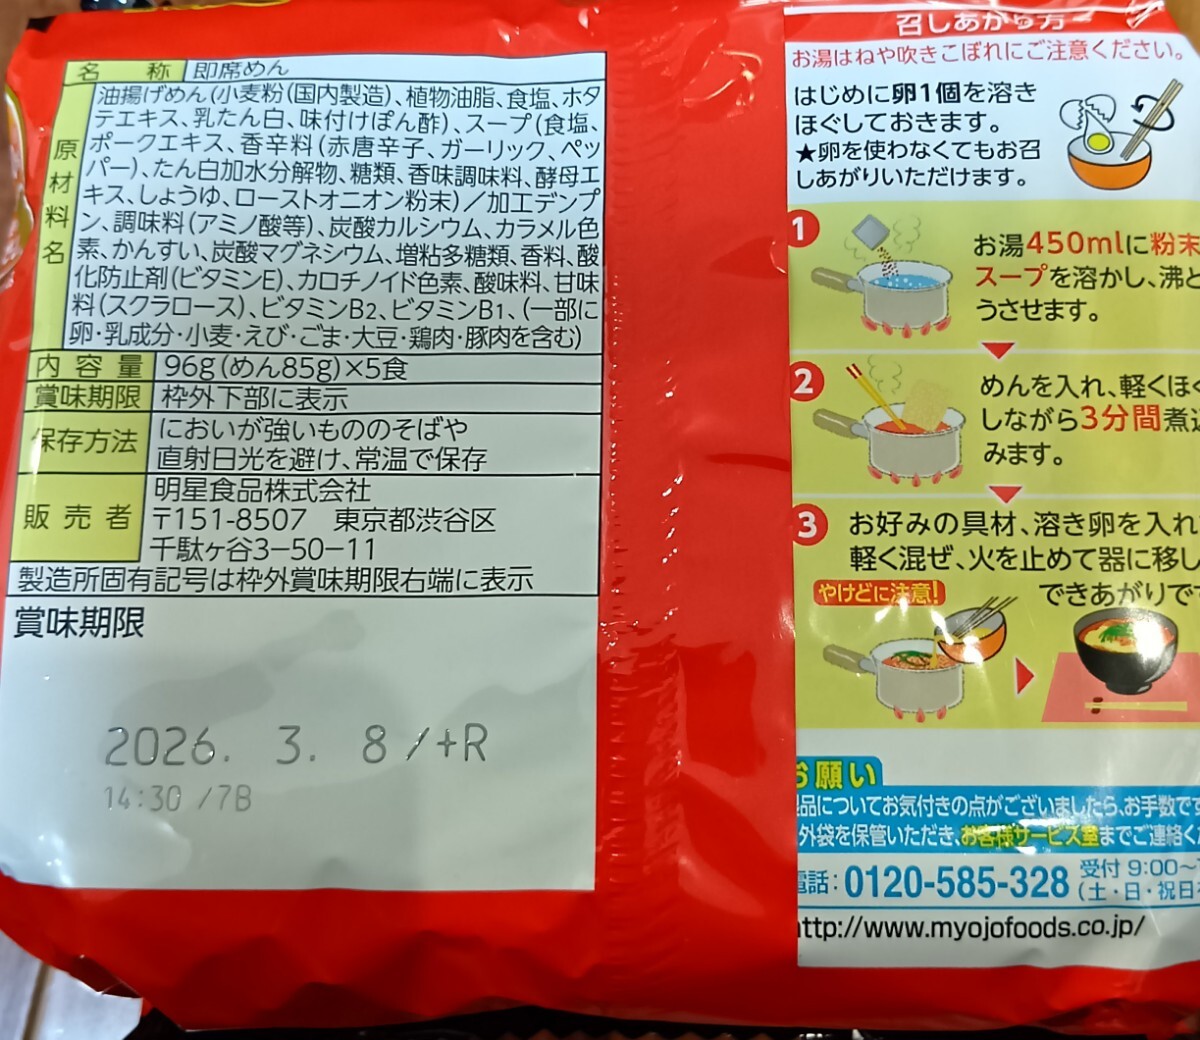 名称 即席めん
原材料名
油揚げめん(小麦粉(国内製造)、植物油脂、食塩、ホタ
テエキス、乳たん白、味付けぽん酢)、スープ(食塩、
ポークエキス、香辛料(赤唐辛子、ガーリック、ペッ
パー)、たん白加水分解物、糖類、香味調味料、酵母エ
キス、しょうゆ、ローストオニオン粉末)/加工デンプ
ン、調味料(アミノ酸等)、炭酸カルシウム、カラメル色
素、かんすい、炭酸マグネシウム、増粘多糖類、香料、酸
化防止剤(ビタミンE)、カロチノイド色素、酸味料、甘味
料(スクラロース)、ビタミンB2、ビタミンB1、(一部に
卵・乳成分・小麦・えび・ごま・大豆・鶏肉・豚肉を含む)
内容量 96g(めん85g)×5食
賞味期限 枠外下部に表示
保存方法 においが強いもののそばや
直射日光を避け、常温で保存
販売者 明星食品株式会社
〒151-8507 東京都渋谷区
千駄ヶ谷3-50-11
製造所固有記号は枠外賞味期限右端に表示
賞味期限
2026. 3. 8/+R
14:30 /7B
召しあがり方
お湯はねや吹きこぼれにご注意ください。
はじめに卵1個を溶き
ほぐしておきます。
★卵を使わなくてもお召
しあがりいただけます。
1 お湯450mlに粉末
スープを溶かし、沸と
うさせます。
2 めんを入れ、軽くほぐ
しながら3分間煮込
みます。
3 お好みの具材、溶き卵を入れ
軽く混ぜ、火を止めて器に移し
できあがりです
やけどに注意!
お願い
製品についてお気付きの点がございましたら、お手数です
外袋を保管いただき、お客様サービス室までご連絡く
電話:0120-585-328 受付 9:00~
(土・日・祝日
http://www.myojofoods.co.jp/